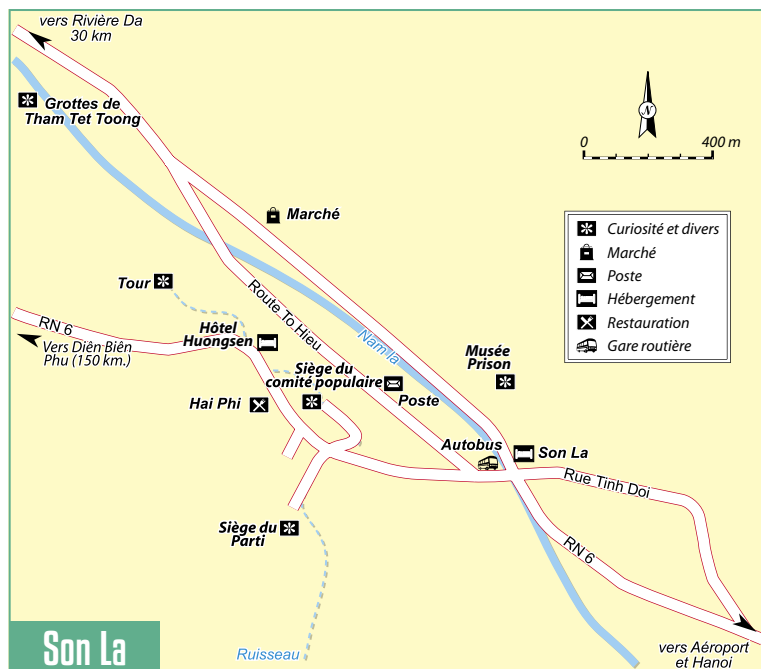 vers Rivière Da
30 km
Grottes de
Tham Tet Toong
N
0 400 m
Marché
Curiosité et divers
Marché
Poste
Hébergement
Restauration
Gare routière
Tour
RN 6
Vers Diên Biên
Phu (150 km.)
Hôtel
Huongsen
Route To Hieu
Nam la
Musée
Prison
Siège du
comité populaire
Poste
Hai Phi
Autobus
Son La
Rue Tinh Doi
RN 6
Siège du
Parti
Ruisseau
vers Aéroport
et Hanoi
Son La